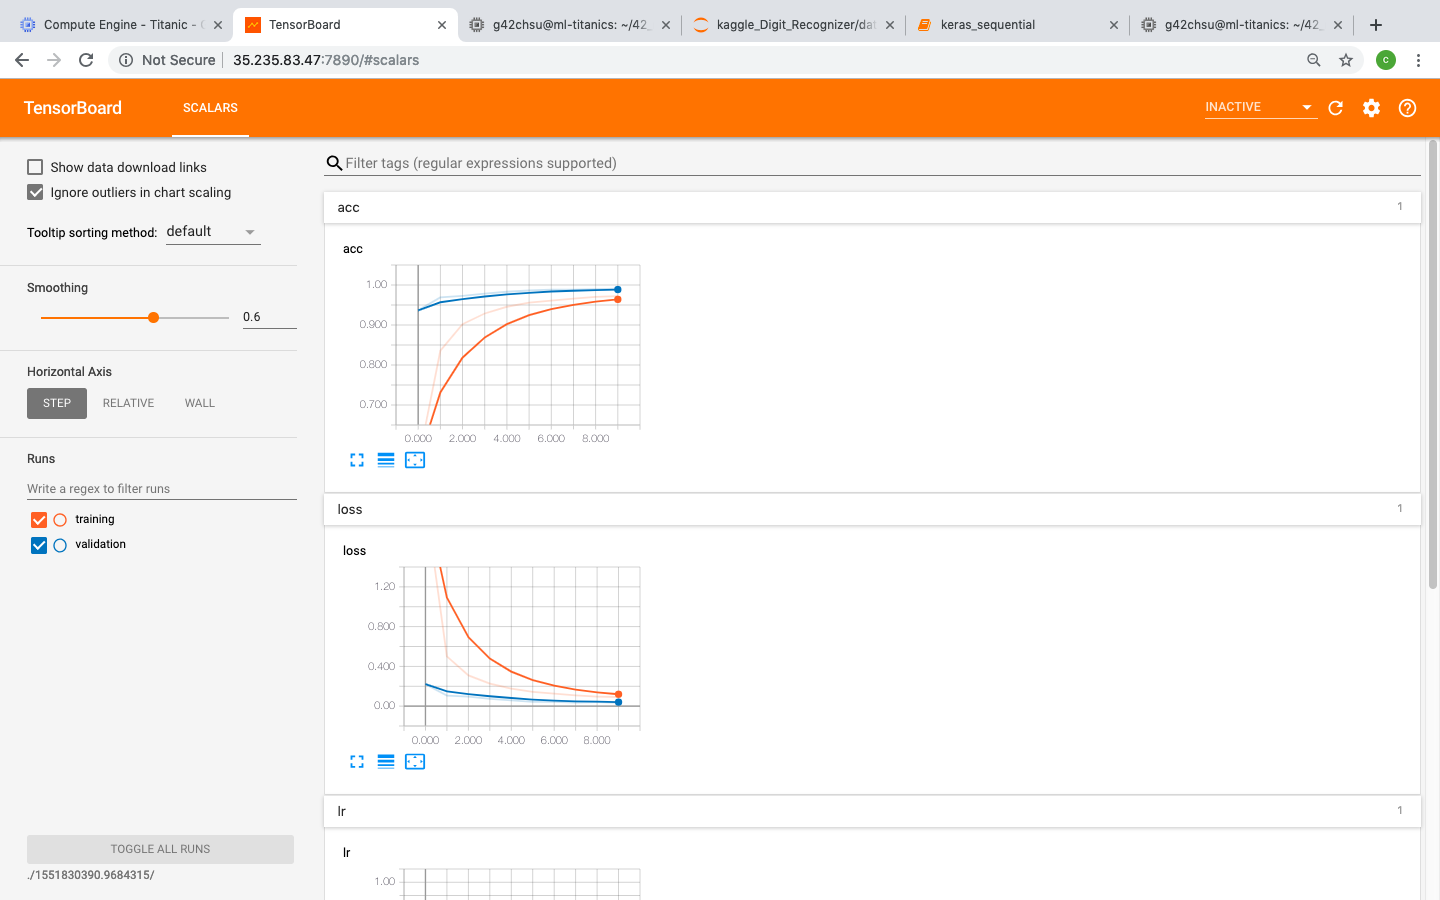 Compute Engine - Titanic -
TensorBoard
g42chsu@ml-titanics: ~/42_
kaggle_Digit_Recognizer/dat
keras_sequential
g42chsu@ml-titanics: ~/42_
Not Secure
35.235.83.47:7890/#scalars
c
TensorBoard
SCALARS
INACTIVE
Show data download links
Ignore outliers in chart scaling
Tooltip sorting method: default
Smoothing
0.6
Horizontal Axis
STEP RELATIVE WALL
Runs
Write a regex to filter runs
training
validation
TOGGLE ALL RUNS
./1551830390.9684315/
Filter tags (regular expressions supported)
acc 1
acc
1.00
0.900
0.800
0.700
0.000 2.000 4.000 6.000 8.000
loss 1
loss
1.20
0.800
0.400
0.00
0.000 2.000 4.000 6.000 8.000
lr 1
lr
1.00